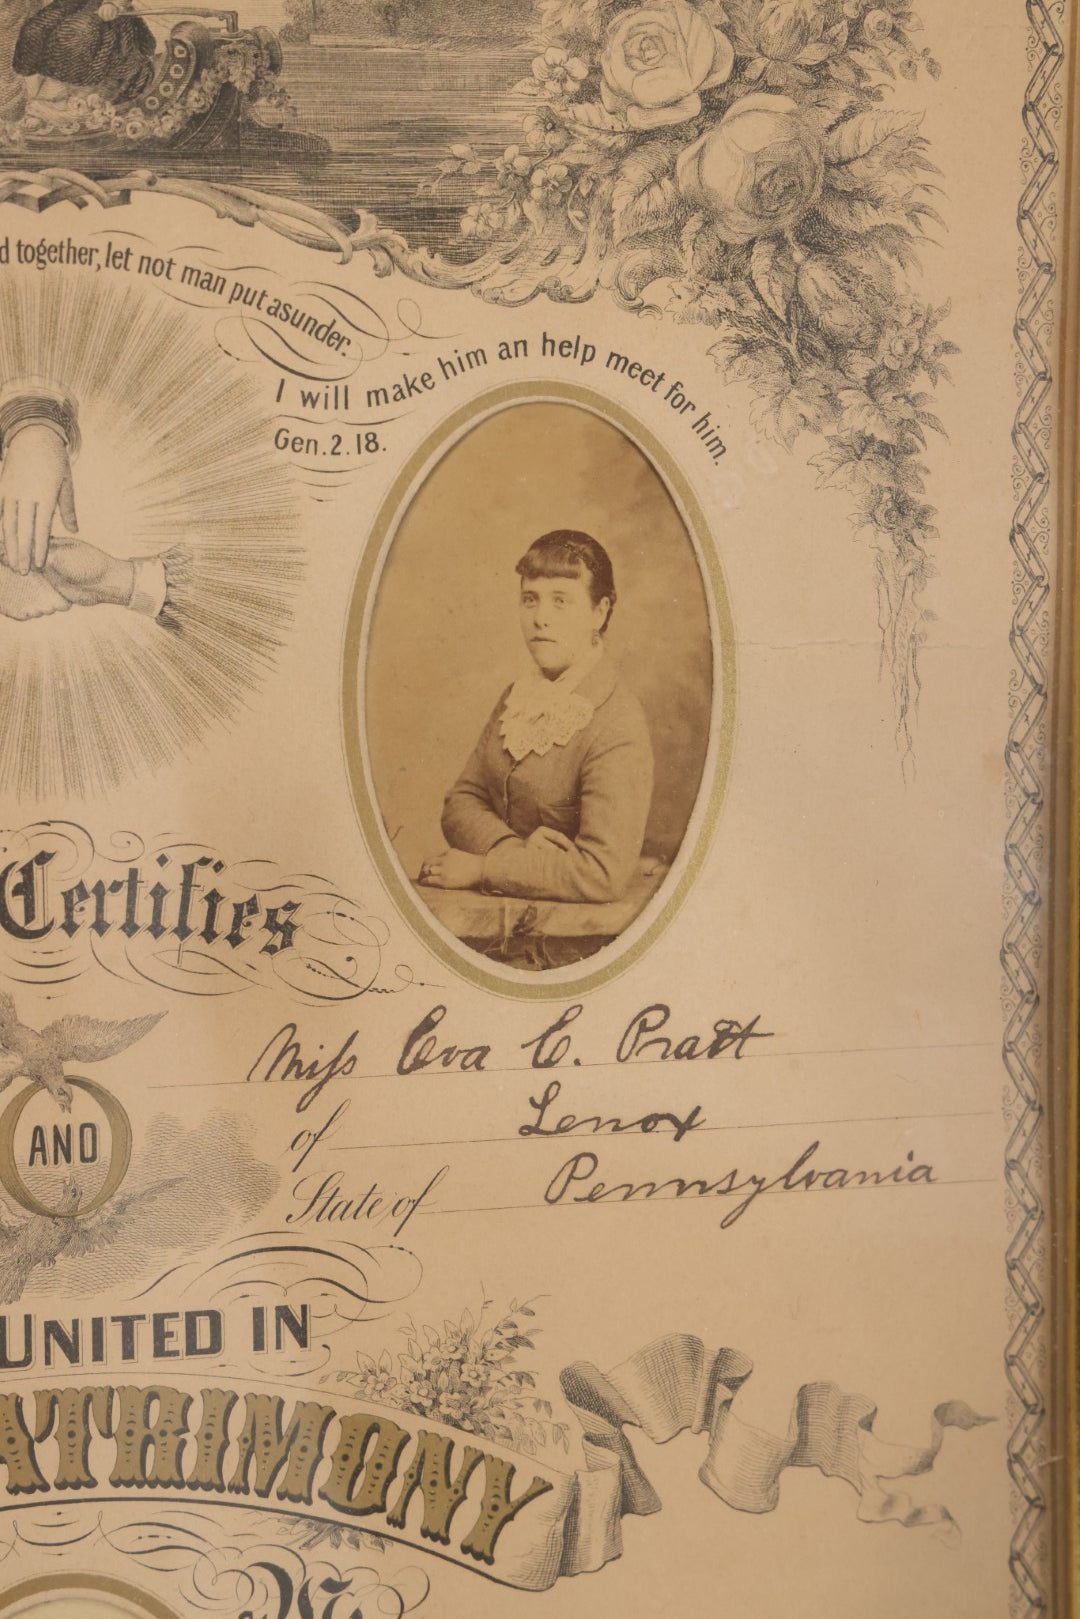 together, let not man put asunder.
I will make him an help meet for him.
Gen. 2. 18.
Certifies
Miss Eva C. Pratt
AND
of Lenox
State of Pennsylvania
UNITED IN
ATRIMONY